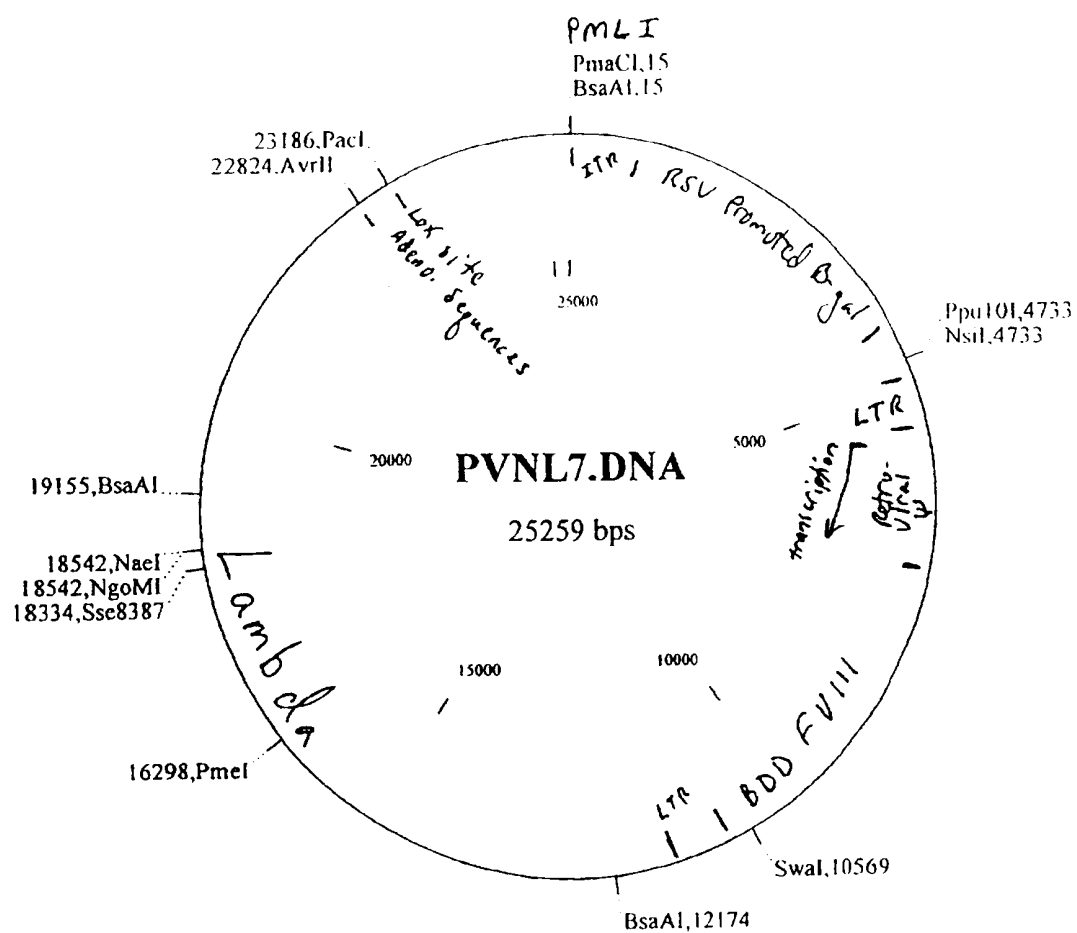 PMLI
PmaCI,15
BsaAI,15
23186,PacI
22824,AvrII
ITR
RSV Promoted B-gal
Lox site
Adeno. Sequences
25000
Ppu10I,4733
NsiI,4733
LTR
5000
20000
PVNL7.DNA
25259 bps
transcription
Retro-
viral
Ψ
19155,BsaAI
18542,NaeI
18542,NgoMI
18334,Sse8387
Lambda
15000
10000
BDD FVIII
16298,PmeI
LTR
SwaI,10569
BsaAI,12174